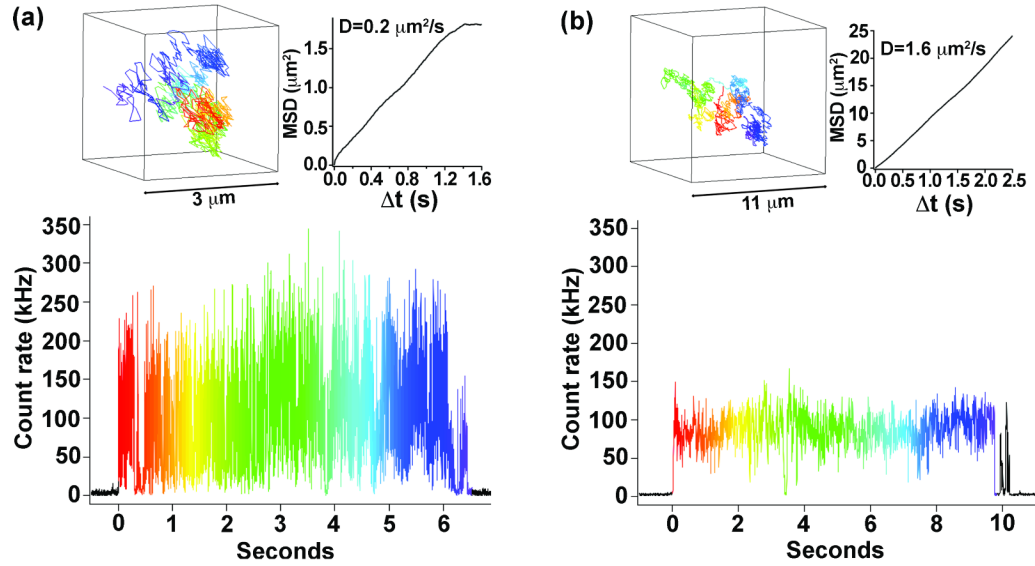 (a)
D=0.2 μm²/s
MSD (μm²)
1.5
1.0
0.5
0.0
0.0 0.4 0.8 1.2 1.6
Δt (s)
3 μm
Count rate (kHz)
350
300
250
200
150
100
50
0
0 1 2 3 4 5 6
Seconds
(b)
D=1.6 μm²/s
MSD (μm²)
25
20
15
10
5
0
0.0 0.5 1.0 1.5 2.0 2.5
Δt (s)
11 μm
Count rate (kHz)
350
300
250
200
150
100
50
0
0 2 4 6 8 10
Seconds